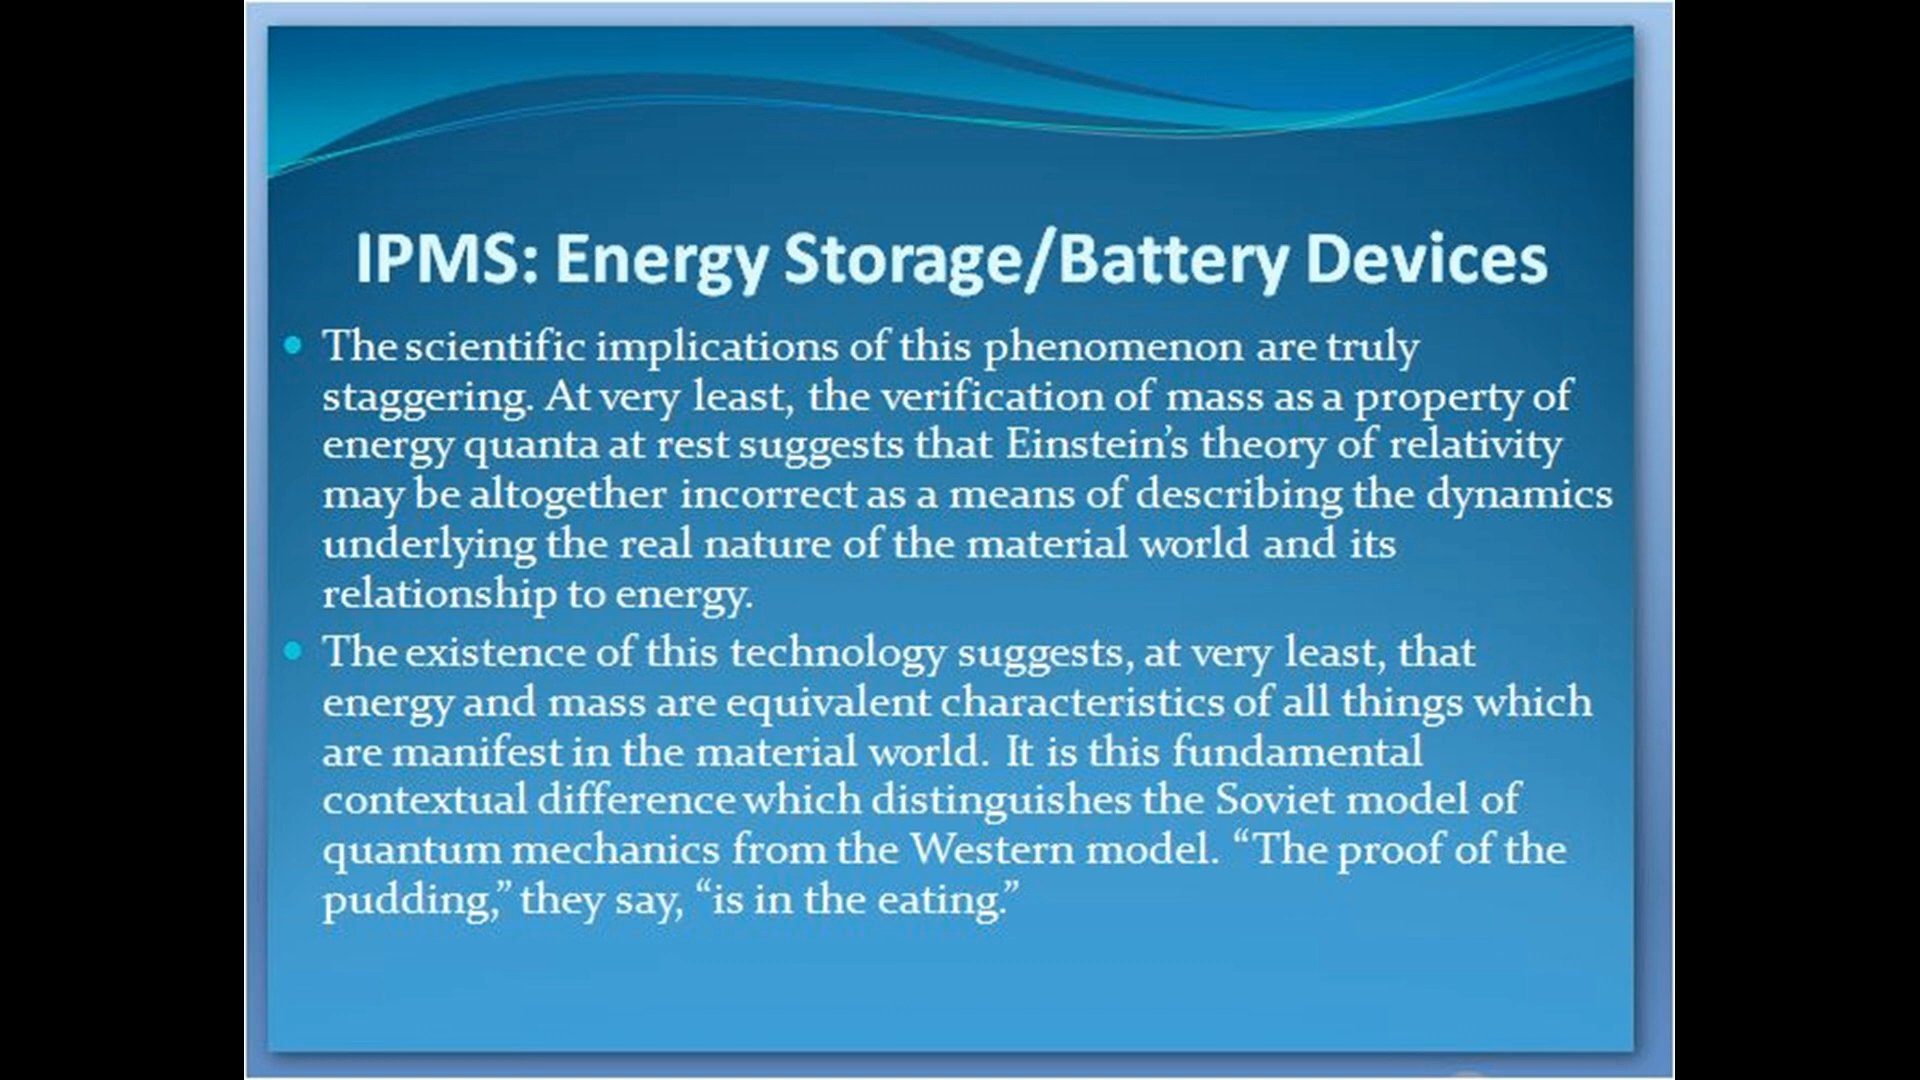 IPMS: Energy Storage/Battery Devices
• The scientific implications of this phenomenon are truly
staggering. At very least, the verification of mass as a property of
energy quanta at rest suggests that Einstein’s theory of relativity
may be altogether incorrect as a means of describing the dynamics
underlying the real nature of the material world and its
relationship to energy.
• The existence of this technology suggests, at very least, that
energy and mass are equivalent characteristics of all things which
are manifest in the material world. It is this fundamental
contextual difference which distinguishes the Soviet model of
quantum mechanics from the Western model. “The proof of the
pudding,” they say, “is in the eating.”